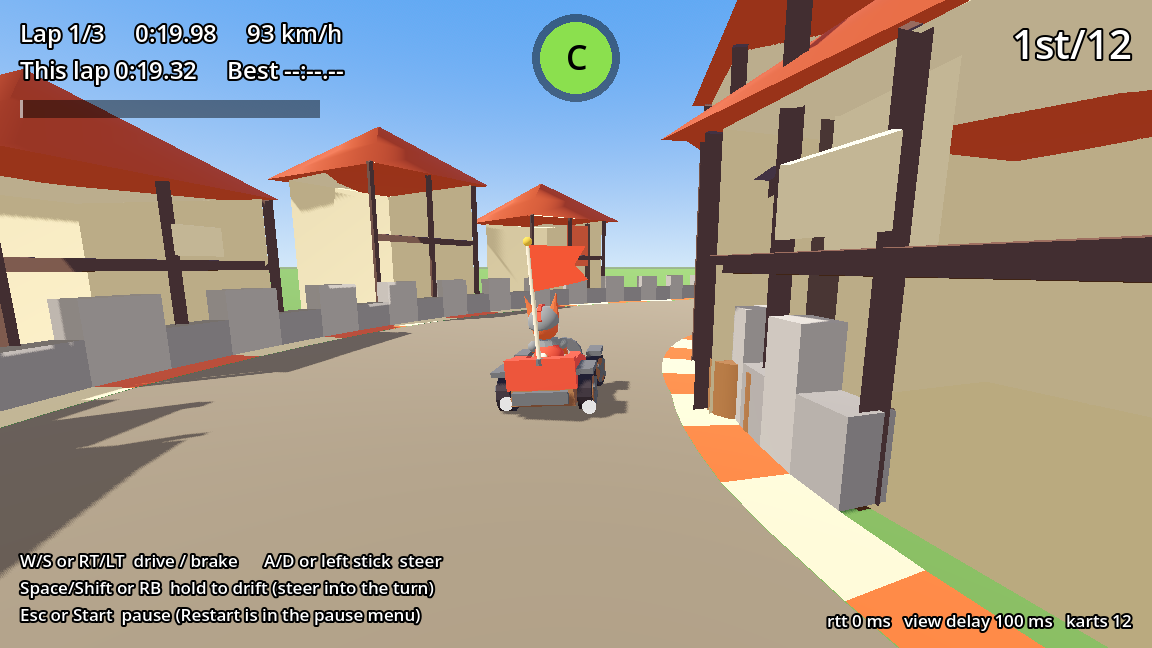 Lap 1/3 0:19.98 93 km/h
This lap 0:19.32 Best --:--.--
C
1st/12
W/S or RT/LT drive / brake A/D or left stick steer
Space/Shift or RB hold to drift (steer into the turn)
Esc or Start pause (Restart is in the pause menu)
rtt 0 ms view delay 100 ms karts 12